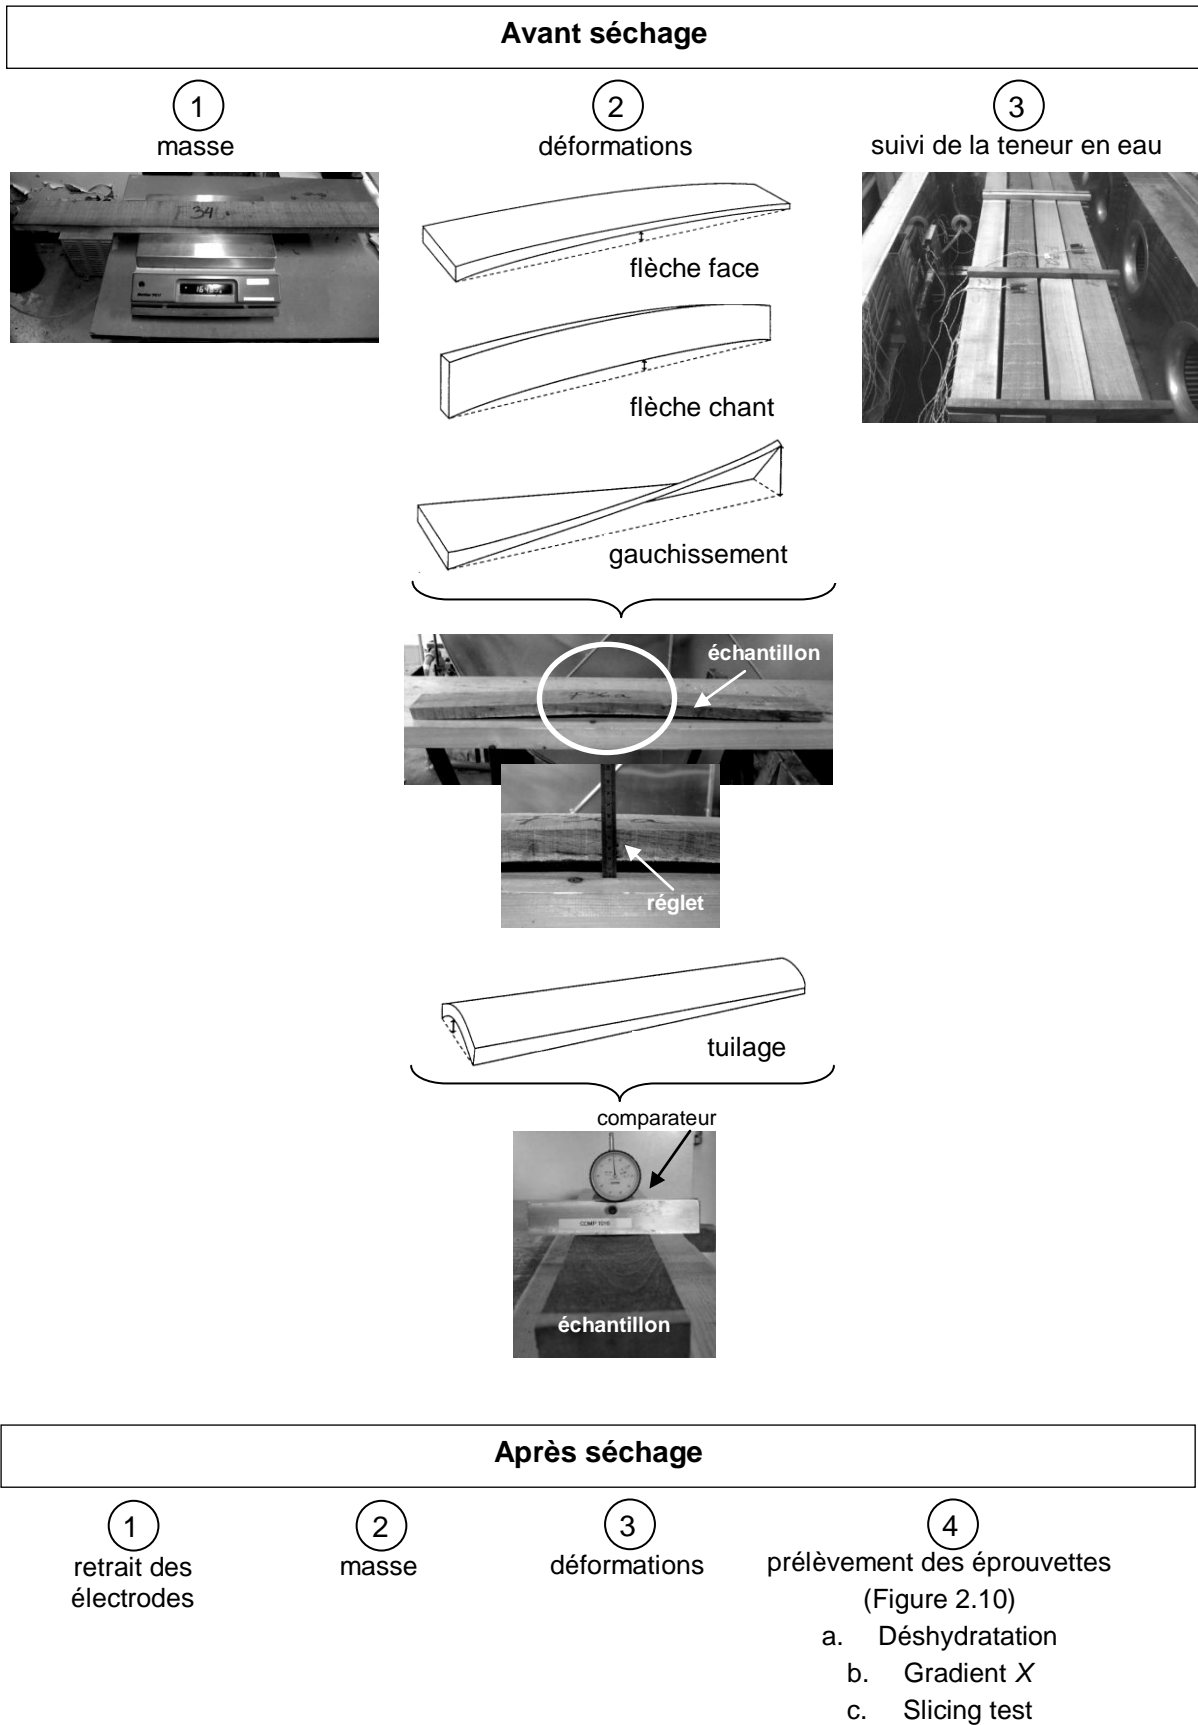 Avant séchage
1
masse
2
déformations
3
suivi de la teneur en eau
flèche face
flèche chant
gauchissement
échantillon
réglet
tuilage
comparateur
COMP 1016
échantillon
Après séchage
1
retrait des
électrodes
2
masse
3
déformations
4
prélèvement des éprouvettes
(Figure 2.10)
a. Déshydratation
b. Gradient X
c. Slicing test